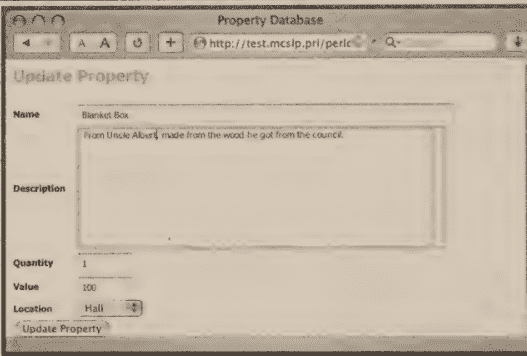 Property Database
A A
http://test.mcslp.pri/perlc
Update Property
Name Blanket Box
From Uncle Albert, made from the wood he got from the council.
Description
Quantity 1
Value 100
Location Hall
Update Property